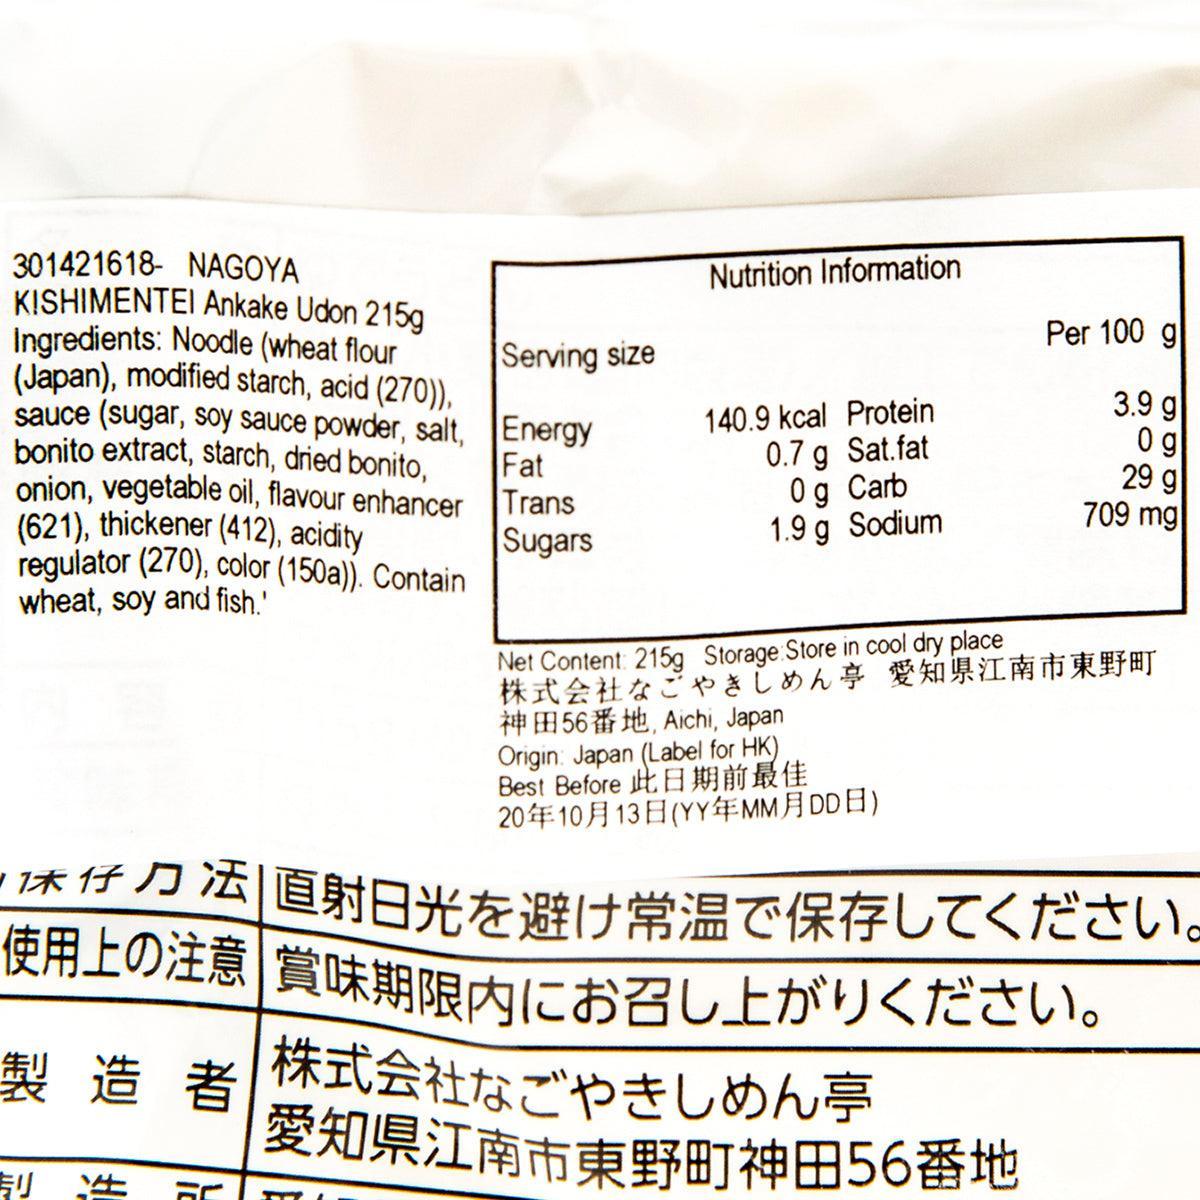 301421618- NAGOYA
KISHIMENTEI Ankake Udon 215g
Ingredients: Noodle (wheat flour
(Japan), modified starch, acid (270)),
sauce (sugar, soy sauce powder, salt,
bonito extract, starch, dried bonito,
onion, vegetable oil, flavour enhancer
(621), thickener (412), acidity
regulator (270), color (150a)). Contain
wheat, soy and fish.'
Nutrition Information
Serving size Per 100 g
Energy 140.9 kcal Protein 3.9 g
Fat 0.7 g Sat.fat 0 g
Trans 0 g Carb 29 g
Sugars 1.9 g Sodium 709 mg
Net Content: 215g Storage:Store in cool dry place
株式会社なごやきしめん亭 愛知県江南市東野町
神田56番地, Aichi, Japan
Origin: Japan (Label for HK)
Best Before 此日期前最佳
20年10月13日(YY年MM月DD日)
保存方法 直射日光を避け常温で保存してください。
使用上の注意 賞味期限内にお召し上がりください。
製造者 株式会社なごやきしめん亭
愛知県江南市東野町神田56番地
製造所